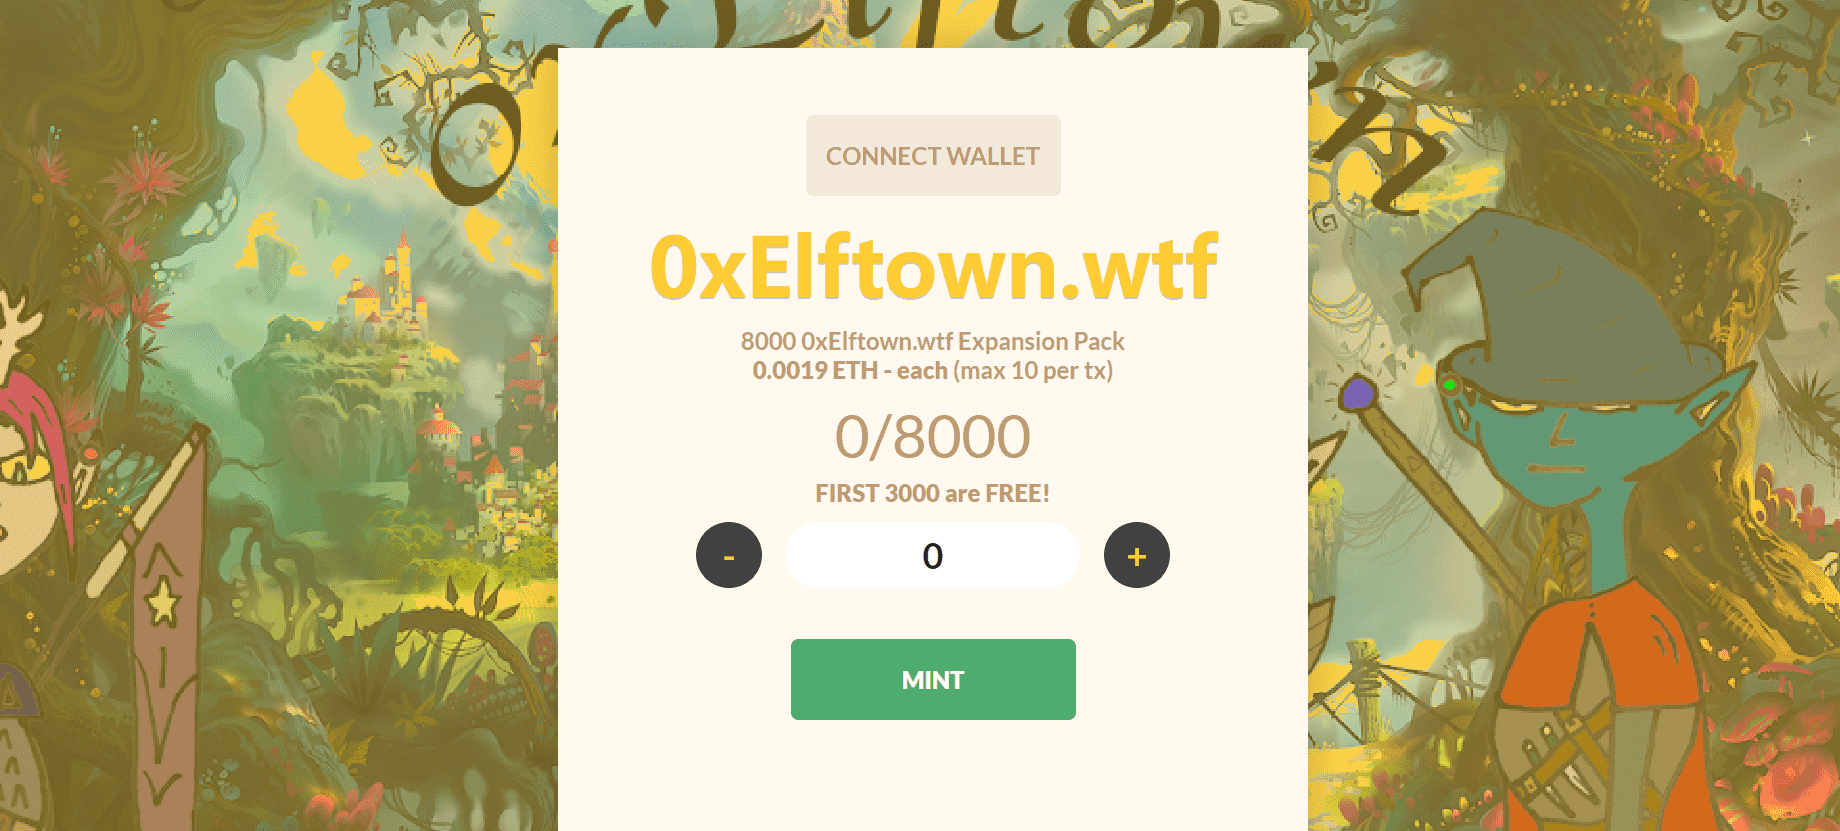 CONNECT WALLET
0xElftown.wtf
8000 0xElftown.wtf Expansion Pack
0.0019 ETH - each (max 10 per tx)
0/8000
FIRST 3000 are FREE!
- 0 +
MINT